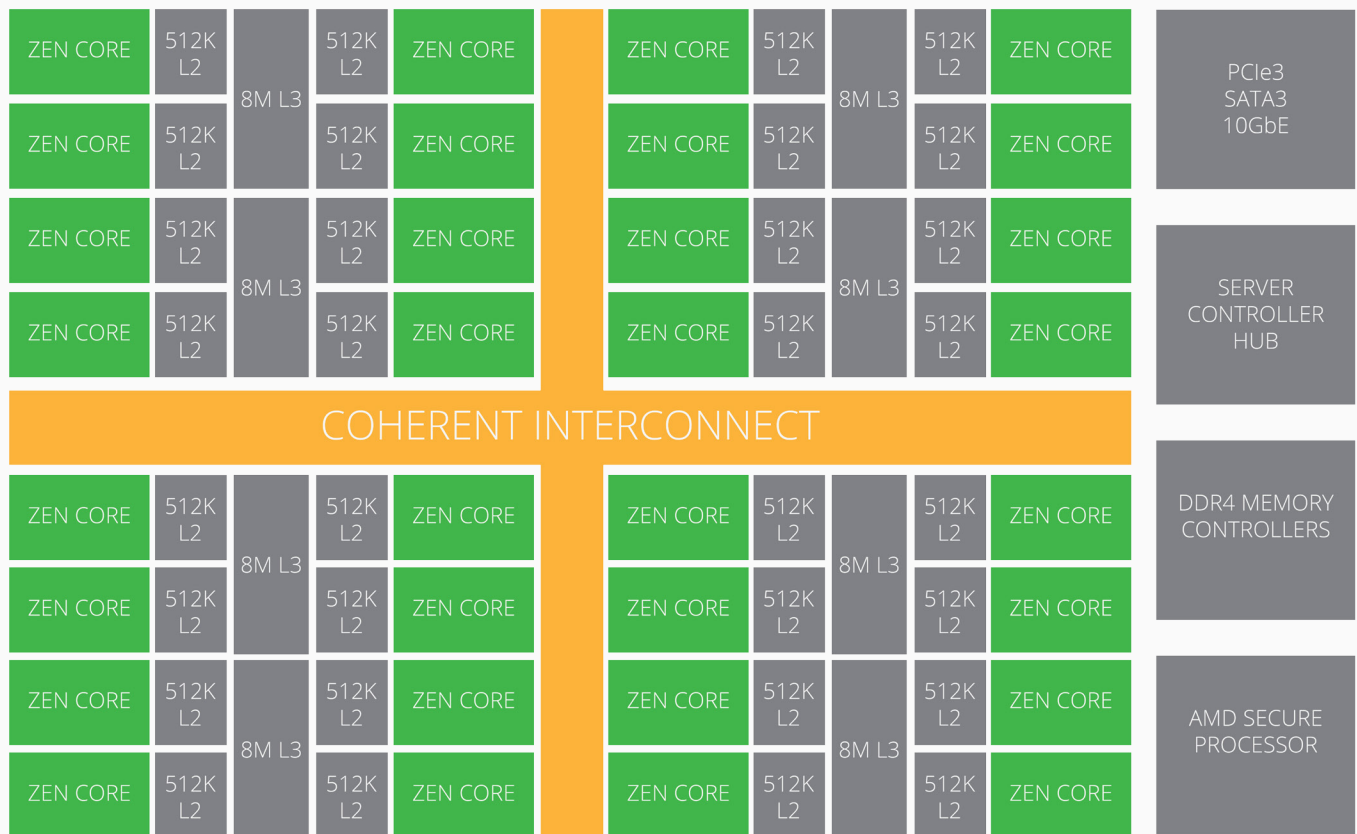 ZEN CORE
512K
L2
8M L3
512K
L2
ZEN CORE
ZEN CORE
512K
L2
8M L3
512K
L2
ZEN CORE
ZEN CORE
512K
L2
512K
L2
ZEN CORE
ZEN CORE
512K
L2
512K
L2
ZEN CORE
ZEN CORE
512K
L2
8M L3
512K
L2
ZEN CORE
ZEN CORE
512K
L2
8M L3
512K
L2
ZEN CORE
ZEN CORE
512K
L2
512K
L2
ZEN CORE
ZEN CORE
512K
L2
512K
L2
ZEN CORE
COHERENT INTERCONNECT
ZEN CORE
512K
L2
8M L3
512K
L2
ZEN CORE
ZEN CORE
512K
L2
8M L3
512K
L2
ZEN CORE
ZEN CORE
512K
L2
512K
L2
ZEN CORE
ZEN CORE
512K
L2
512K
L2
ZEN CORE
ZEN CORE
512K
L2
8M L3
512K
L2
ZEN CORE
ZEN CORE
512K
L2
8M L3
512K
L2
ZEN CORE
ZEN CORE
512K
L2
512K
L2
ZEN CORE
ZEN CORE
512K
L2
512K
L2
ZEN CORE
PCIe3
SATA3
10GbE
SERVER
CONTROLLER
HUB
DDR4 MEMORY
CONTROLLERS
AMD SECURE
PROCESSOR